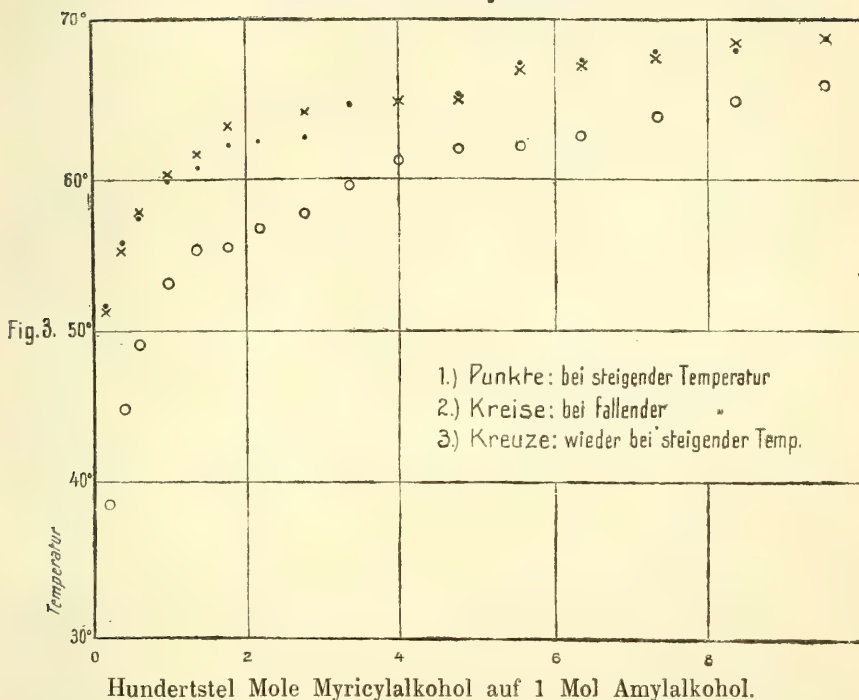 70°
60°
Fig.3. 50°
1.) Punkte: bei steigender Temperatur
2.) Kreise: bei fallender "
3.) Kreuze: wieder bei steigender Temp.
40°
Temperatur
30°
0 2 4 6 8
Hundertstel Mole Myricylalkohol auf 1 Mol Amylalkohol.